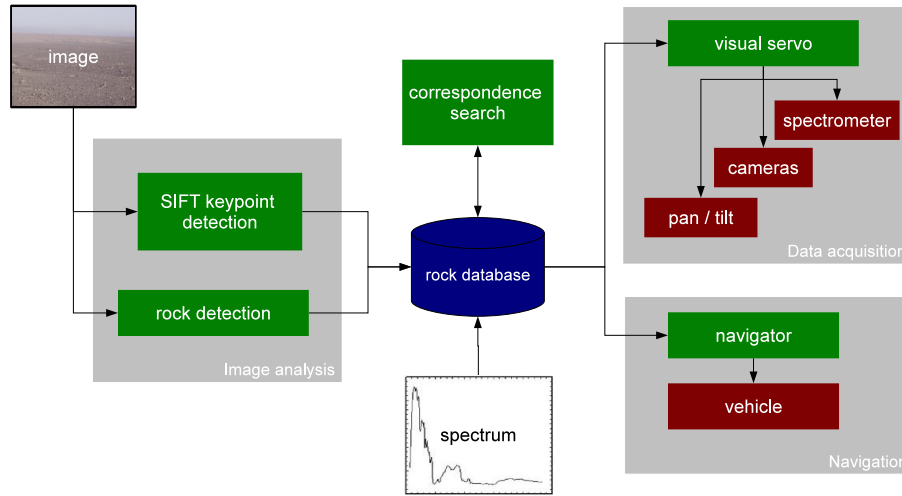 image
SIFT keypoint
detection
rock detection
Image analysis
correspondence
search
rock database
spectrum
visual servo
spectrometer
cameras
pan / tilt
Data acquisition
navigator
vehicle
Navigation